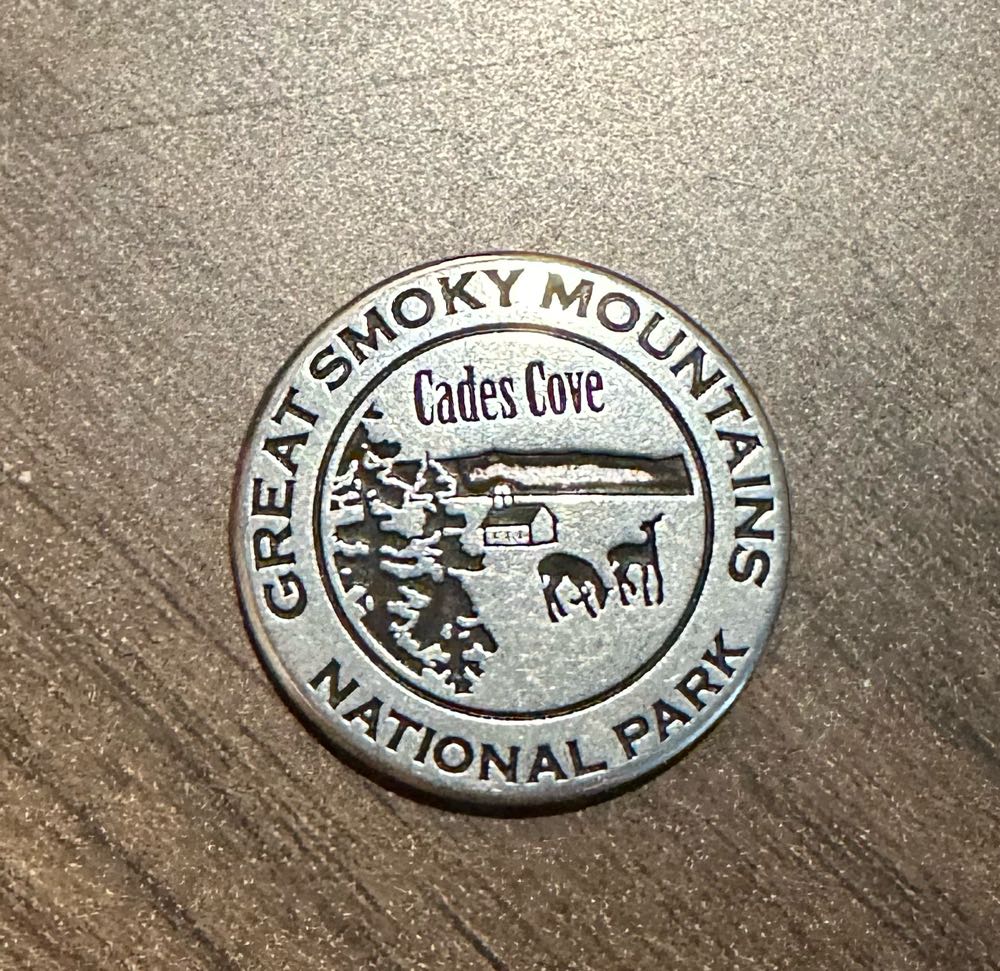 GREAT SMOKY MOUNTAINS
Cades Cove
NATIONAL PARK